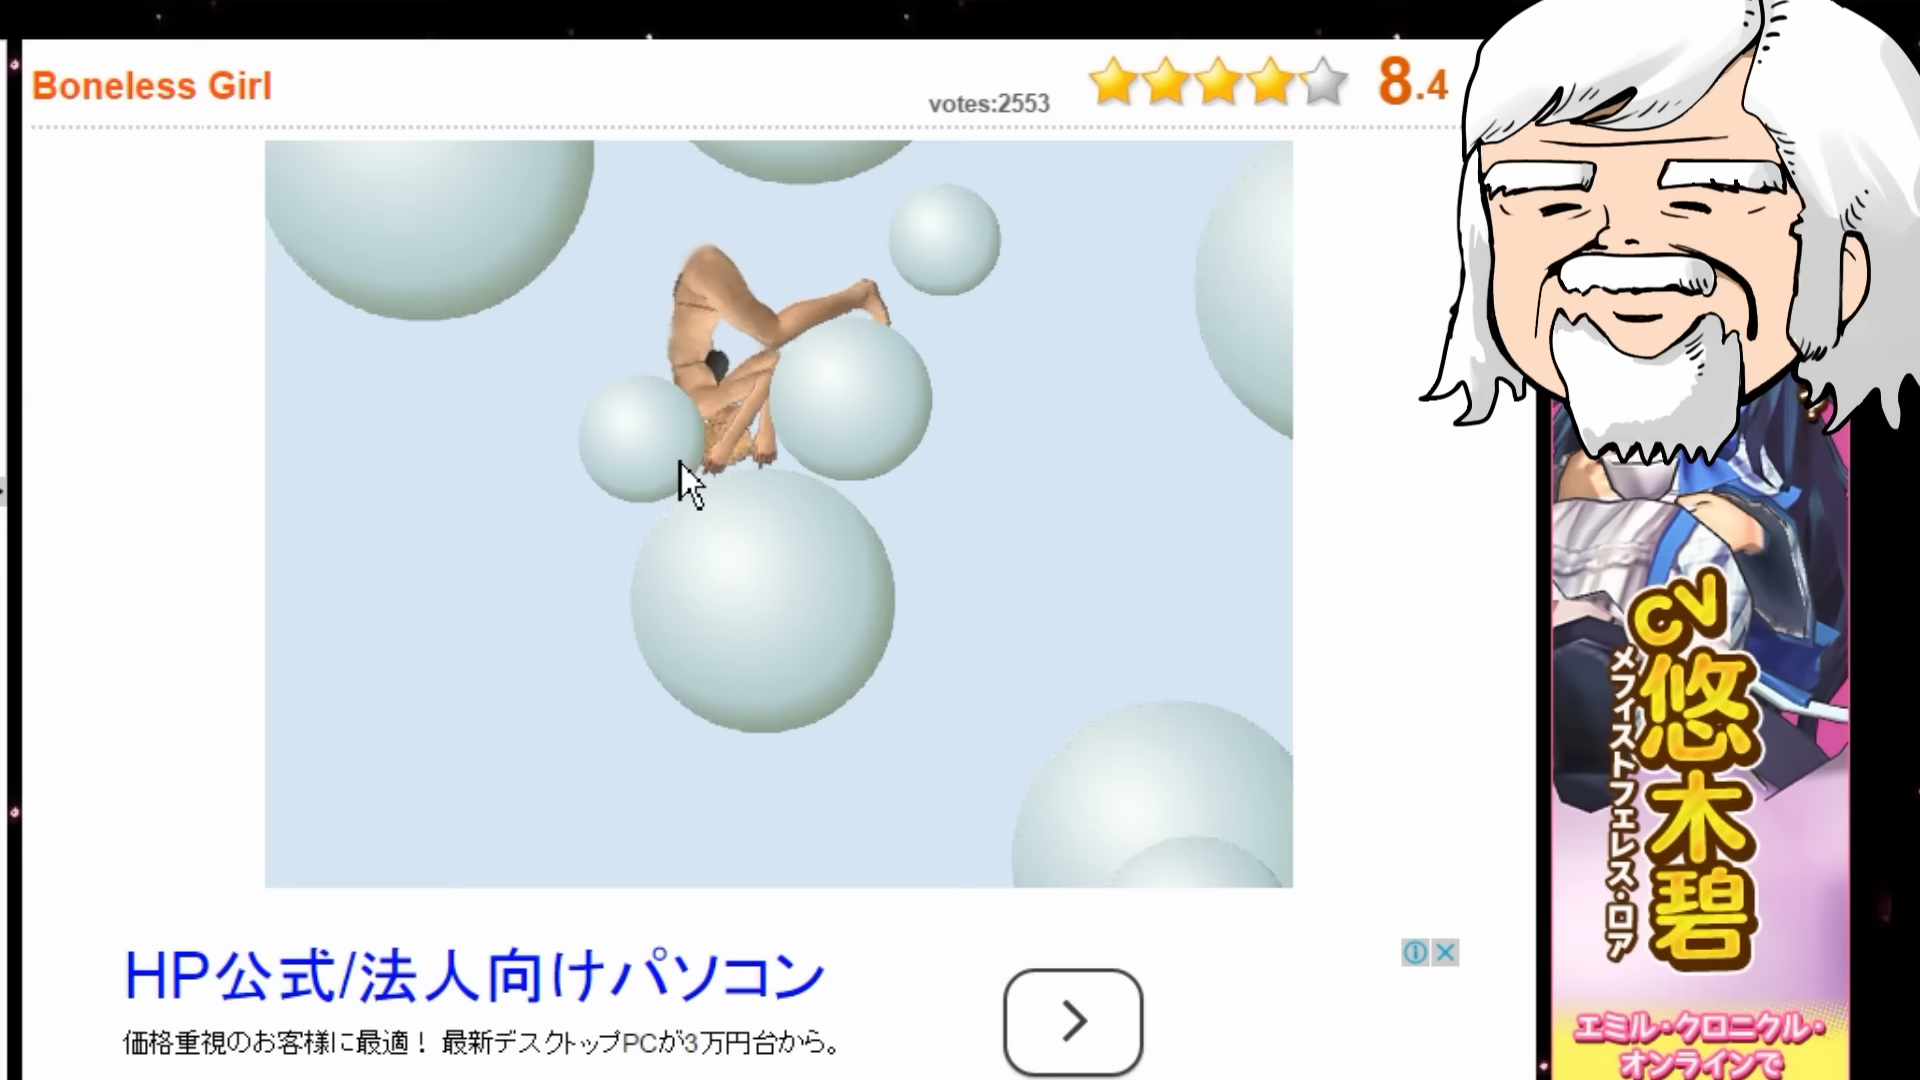 Boneless Girl
votes:2553
8.4
HP公式/法人向けパソコン
価格重視のお客様に最適！ 最新デスクトップPCが3万円台から。
CV悠木碧
メフィストフェレス・ロア
エミル・クロニクル・
オンラインで